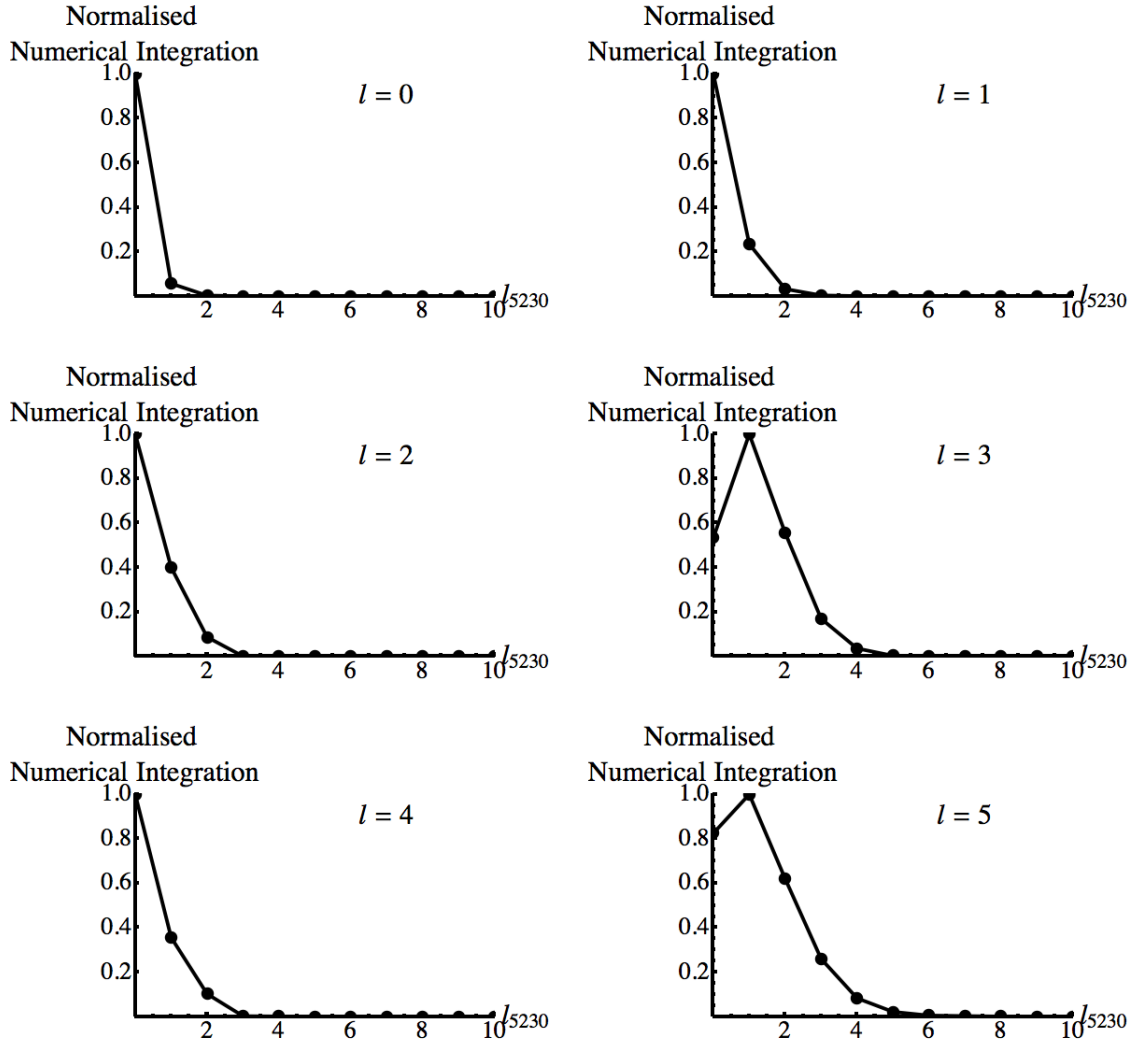 Normalised
Numerical Integration
l = 0
1.0
0.8
0.6
0.4
0.2
2 4 6 8 10 l5230
Normalised
Numerical Integration
l = 1
1.0
0.8
0.6
0.4
0.2
2 4 6 8 10 l5230
Normalised
Numerical Integration
l = 2
1.0
0.8
0.6
0.4
0.2
2 4 6 8 10 l5230
Normalised
Numerical Integration
l = 3
1.0
0.8
0.6
0.4
0.2
2 4 6 8 10 l5230
Normalised
Numerical Integration
l = 4
1.0
0.8
0.6
0.4
0.2
2 4 6 8 10 l5230
Normalised
Numerical Integration
l = 5
1.0
0.8
0.6
0.4
0.2
2 4 6 8 10 l5230